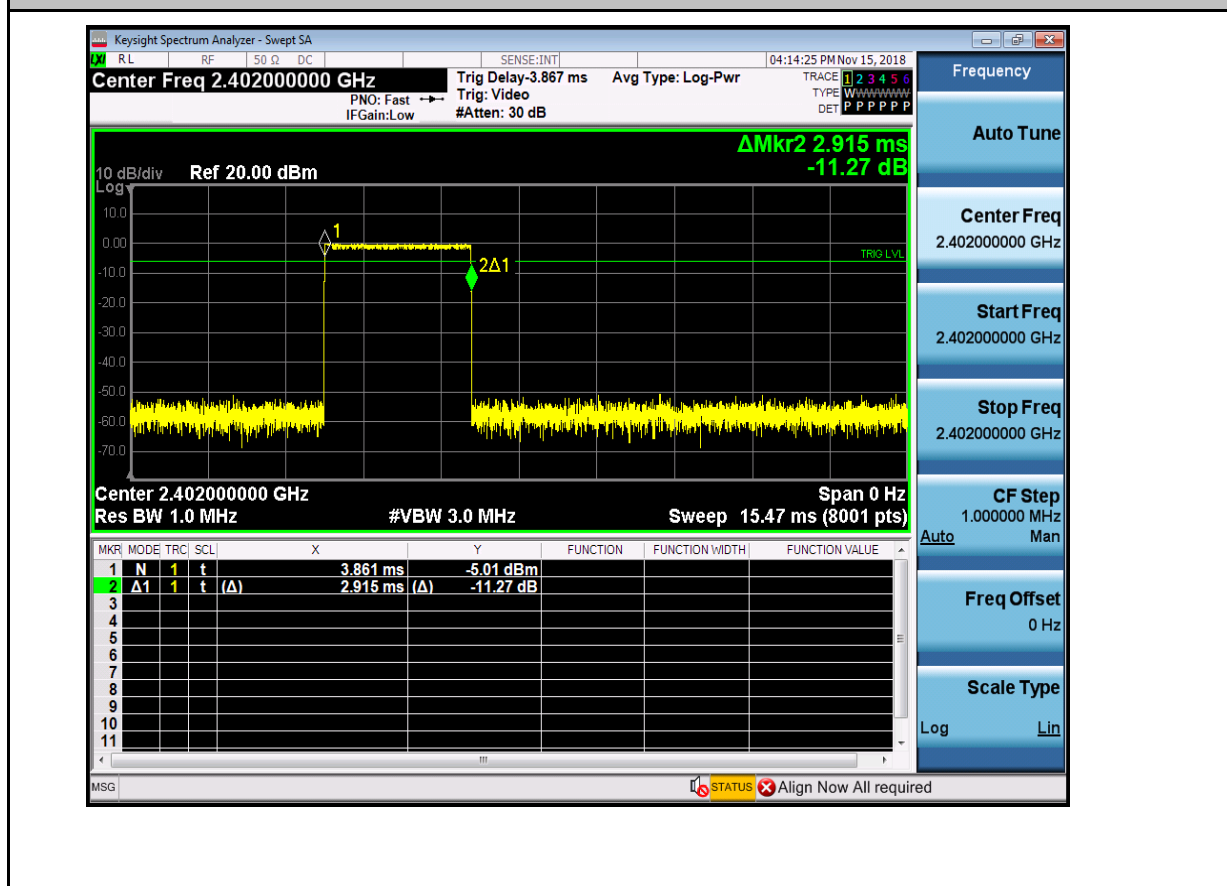 Keysight Spectrum Analyzer - Swept SA
LXI RL RF 50 Ω DC SENSE:INT 04:14:25 PM Nov 15, 2018
Center Freq 2.402000000 GHz
PNO: Fast
IFGain:Low
Trig Delay-3.867 ms
Trig: Video
#Atten: 30 dB
Avg Type: Log-Pwr
TRACE 1 2 3 4 5 6
TYPE WWWWWW
DET P P P P P P
ΔMkr2 2.915 ms
-11.27 dB
10 dB/div Ref 20.00 dBm
Log
10.0
0.00
-10.0
-20.0
-30.0
-40.0
-50.0
-60.0
-70.0
1
2Δ1
TRIG LVL
Center 2.402000000 GHz Span 0 Hz
Res BW 1.0 MHz #VBW 3.0 MHz Sweep 15.47 ms (8001 pts)
MKR MODE TRC SCL X Y FUNCTION FUNCTION WIDTH FUNCTION VALUE
1 N 1 t 3.861 ms -5.01 dBm
2 Δ1 1 t (Δ) 2.915 ms (Δ) -11.27 dB
3
4
5
6
7
8
9
10
11
MSG STATUS Align Now All required
Frequency
Auto Tune
Center Freq
2.402000000 GHz
Start Freq
2.402000000 GHz
Stop Freq
2.402000000 GHz
CF Step
1.000000 MHz
Auto Man
Freq Offset
0 Hz
Scale Type
Log Lin